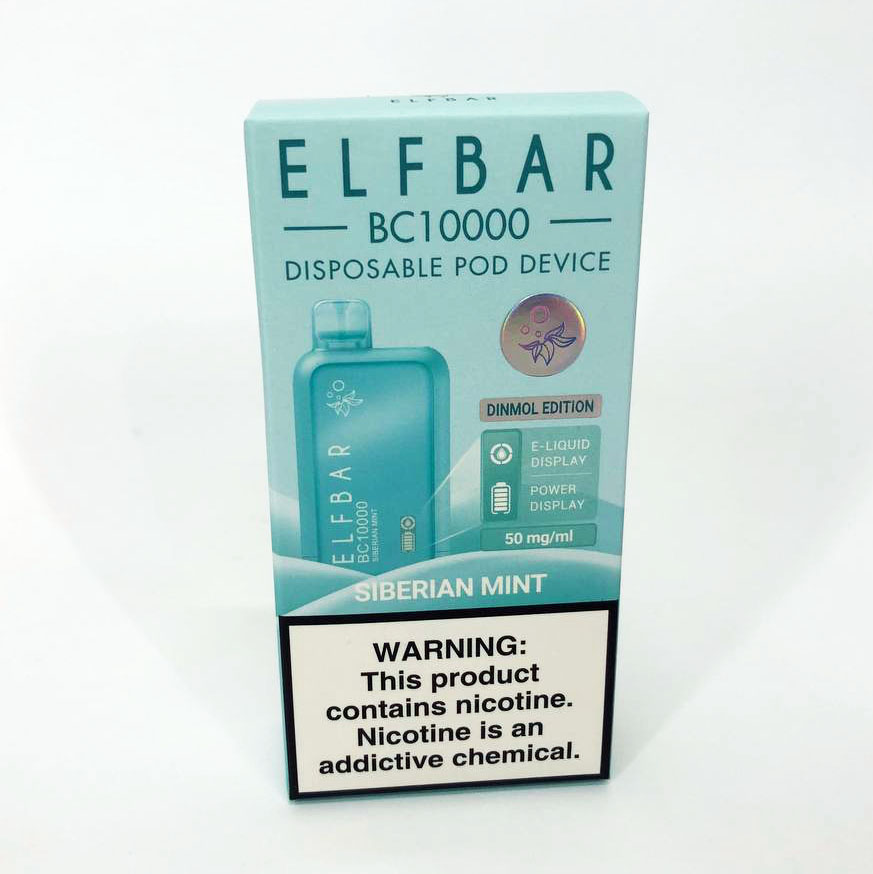 ELFBAR
ELFBAR
BC10000
DISPOSABLE POD DEVICE
ELFBAR
BC10000
SIBERIAN MINT
DINMOL EDITION
E-LIQUID
DISPLAY
POWER
DISPLAY
50 mg/ml
SIBERIAN MINT
WARNING:
This product
contains nicotine.
Nicotine is an
addictive chemical.